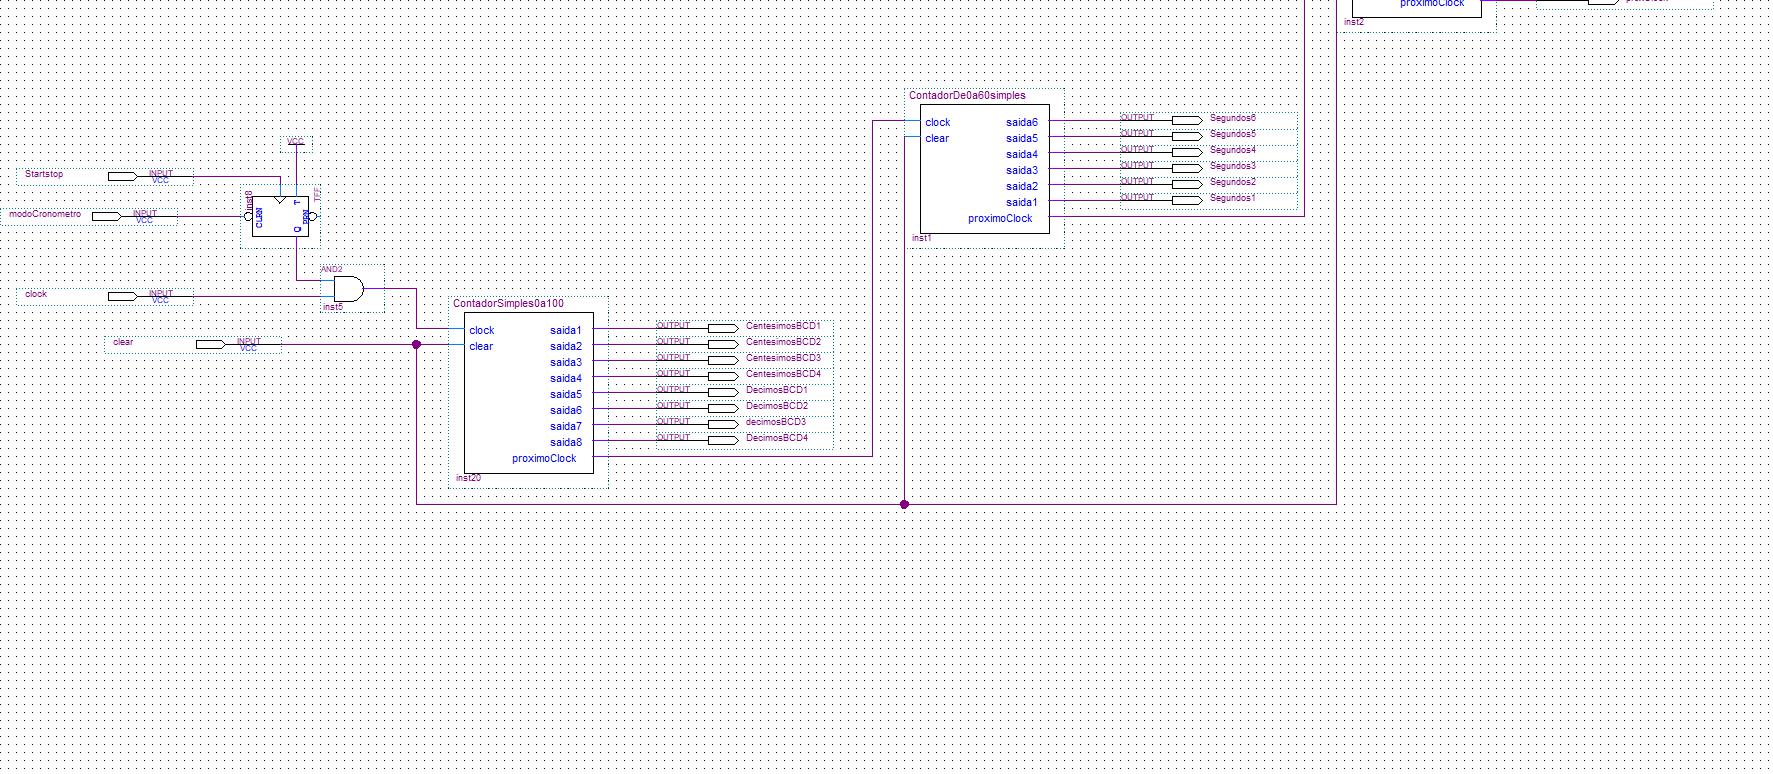 proximoClock
inst2
ContadorDe0a60simples
clock
clear
saida6
saida5
saida4
saida3
saida2
saida1
proximoClock
inst1
OUTPUT
Segundos6
OUTPUT
Segundos5
OUTPUT
Segundos4
OUTPUT
Segundos3
OUTPUT
Segundos2
OUTPUT
Segundos1
VCC
Startstop
INPUT
VCC
modoCronometro
INPUT
VCC
inst8
TFF
T
CLRN
PRN
Q
AND2
inst5
clock
INPUT
VCC
clear
INPUT
VCC
ContadorSimples0a100
clock
clear
saida1
saida2
saida3
saida4
saida5
saida6
saida7
saida8
proximoClock
inst20
OUTPUT
CentesimosBCD1
OUTPUT
CentesimosBCD2
OUTPUT
CentesimosBCD3
OUTPUT
CentesimosBCD4
OUTPUT
DecimosBCD1
OUTPUT
DecimosBCD2
OUTPUT
decimosBCD3
OUTPUT
DecimosBCD4